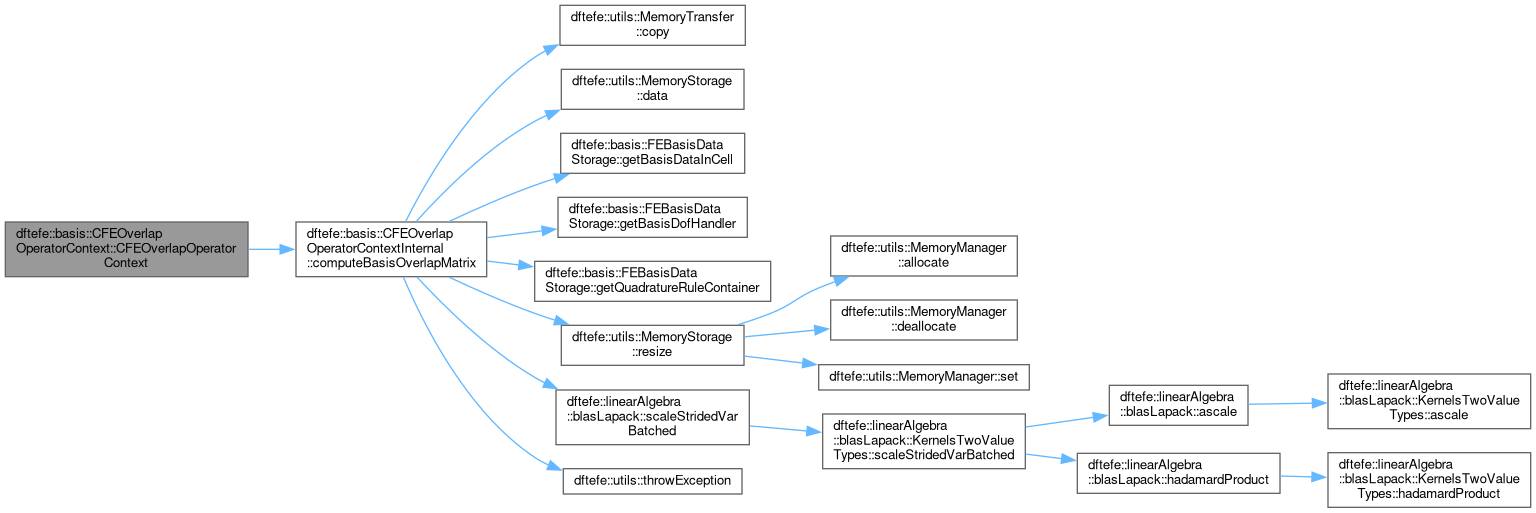 dftefe::basis::CFEOverlap
OperatorContext::CFEOverlapOperator
Context
dftefe::basis::CFEOverlap
OperatorContextInternal
::computeBasisOverlapMatrix
dftefe::utils::MemoryTransfer
::copy
dftefe::utils::MemoryStorage
::data
dftefe::basis::FEBasisData
Storage::getBasisDataInCell
dftefe::basis::FEBasisData
Storage::getBasisDofHandler
dftefe::basis::FEBasisData
Storage::getQuadratureRuleContainer
dftefe::utils::MemoryStorage
::resize
dftefe::utils::MemoryManager
::allocate
dftefe::utils::MemoryManager
::deallocate
dftefe::utils::MemoryManager::set
dftefe::linearAlgebra
::blasLapack::scaleStridedVar
Batched
dftefe::linearAlgebra
::blasLapack::KernelsTwoValue
Types::scaleStridedVarBatched
dftefe::linearAlgebra
::blasLapack::ascale
dftefe::linearAlgebra
::blasLapack::KernelsTwoValue
Types::ascale
dftefe::linearAlgebra
::blasLapack::hadamardProduct
dftefe::linearAlgebra
::blasLapack::KernelsTwoValue
Types::hadamardProduct
dftefe::utils::throwException